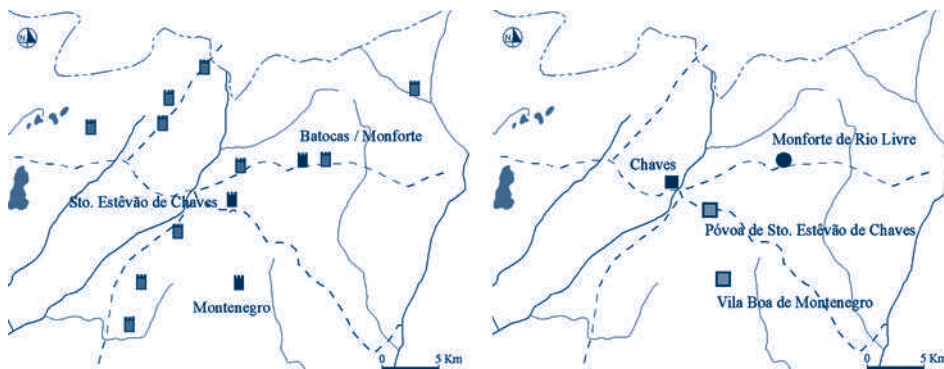 N
Batocas / Monforte
Sto. Estêvão de Chaves
Montenegro
0 5 Km
N
Monforte de Rio Livre
Chaves
Póvoa de Sto. Estêvão de Chaves
Vila Boa de Montenegro
0 5 Km